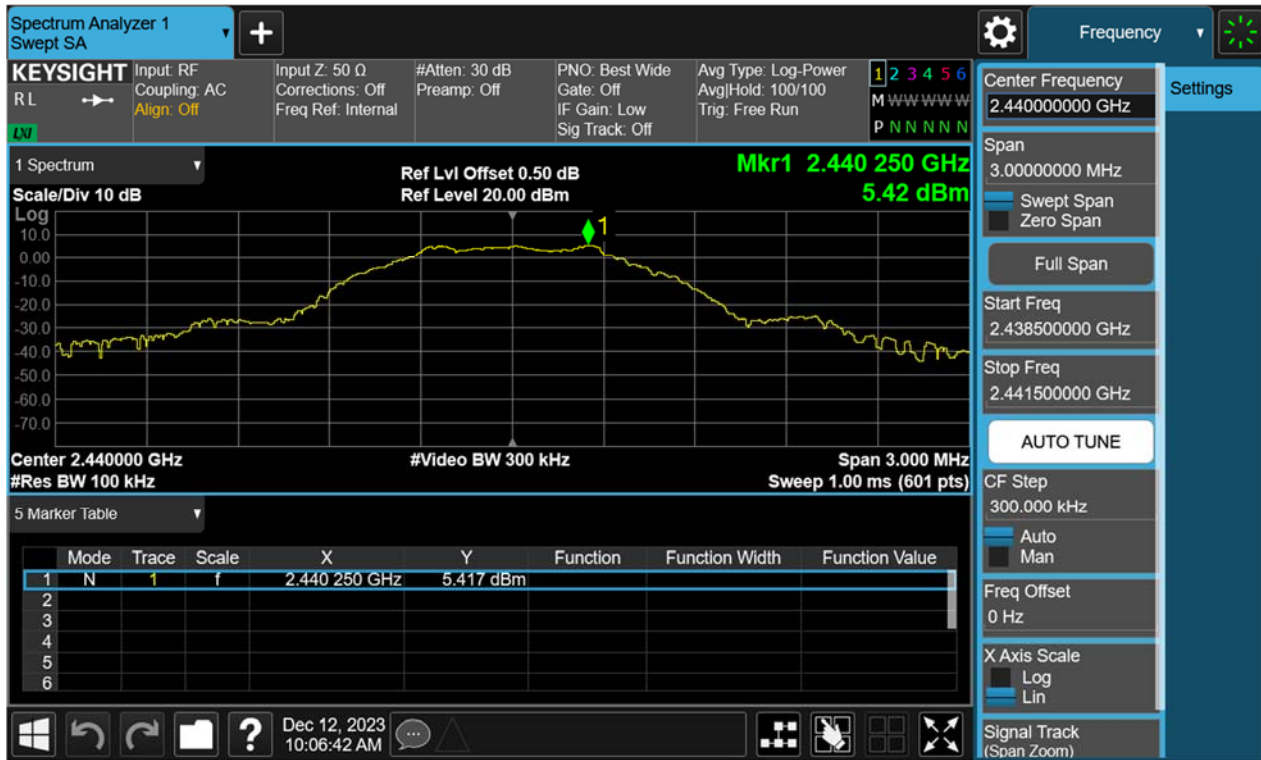 Spectrum Analyzer 1
Swept SA
+
Frequency
KEYSIGHT
RL
LXI
Input: RF
Coupling: AC
Align: Off
Input Z: 50 Ω
Corrections: Off
Freq Ref: Internal
#Atten: 30 dB
Preamp: Off
PNO: Best Wide
Gate: Off
IF Gain: Low
Sig Track: Off
Avg Type: Log-Power
Avg|Hold: 100/100
Trig: Free Run
1 2 3 4 5 6
M W W W W W
P N N N N N
1 Spectrum
Scale/Div 10 dB
Ref Lvl Offset 0.50 dB
Ref Level 20.00 dBm
Mkr1 2.440 250 GHz
5.42 dBm
Log
1
10.0
0.00
-10.0
-20.0
-30.0
-40.0
-50.0
-60.0
-70.0
Center 2.440000 GHz
#Video BW 300 kHz
Span 3.000 MHz
#Res BW 100 kHz
Sweep 1.00 ms (601 pts)
5 Marker Table
Mode Trace Scale X Y Function Function Width Function Value
1 N 1 f 2.440 250 GHz 5.417 dBm
2
3
4
5
6
?
Dec 12, 2023
10:06:42 AM
Center Frequency
2.440000000 GHz
Settings
Span
3.00000000 MHz
Swept Span
Zero Span
Full Span
Start Freq
2.438500000 GHz
Stop Freq
2.441500000 GHz
AUTO TUNE
CF Step
300.000 kHz
Auto
Man
Freq Offset
0 Hz
X Axis Scale
Log
Lin
Signal Track
(Span Zoom)